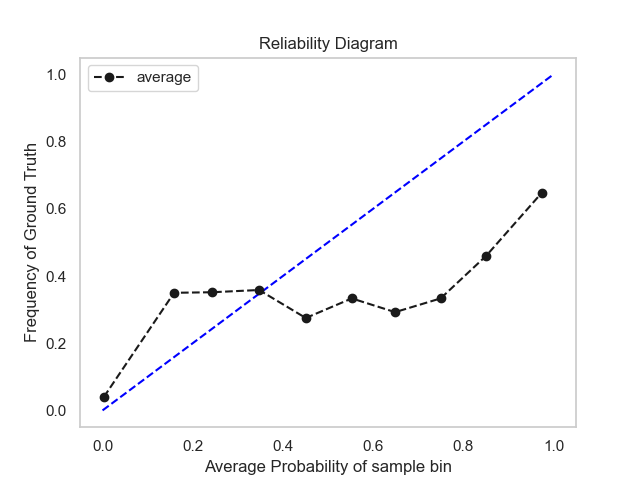 Reliability Diagram
average
Frequency of Ground Truth
1.0
0.8
0.6
0.4
0.2
0.0
0.0 0.2 0.4 0.6 0.8 1.0
Average Probability of sample bin